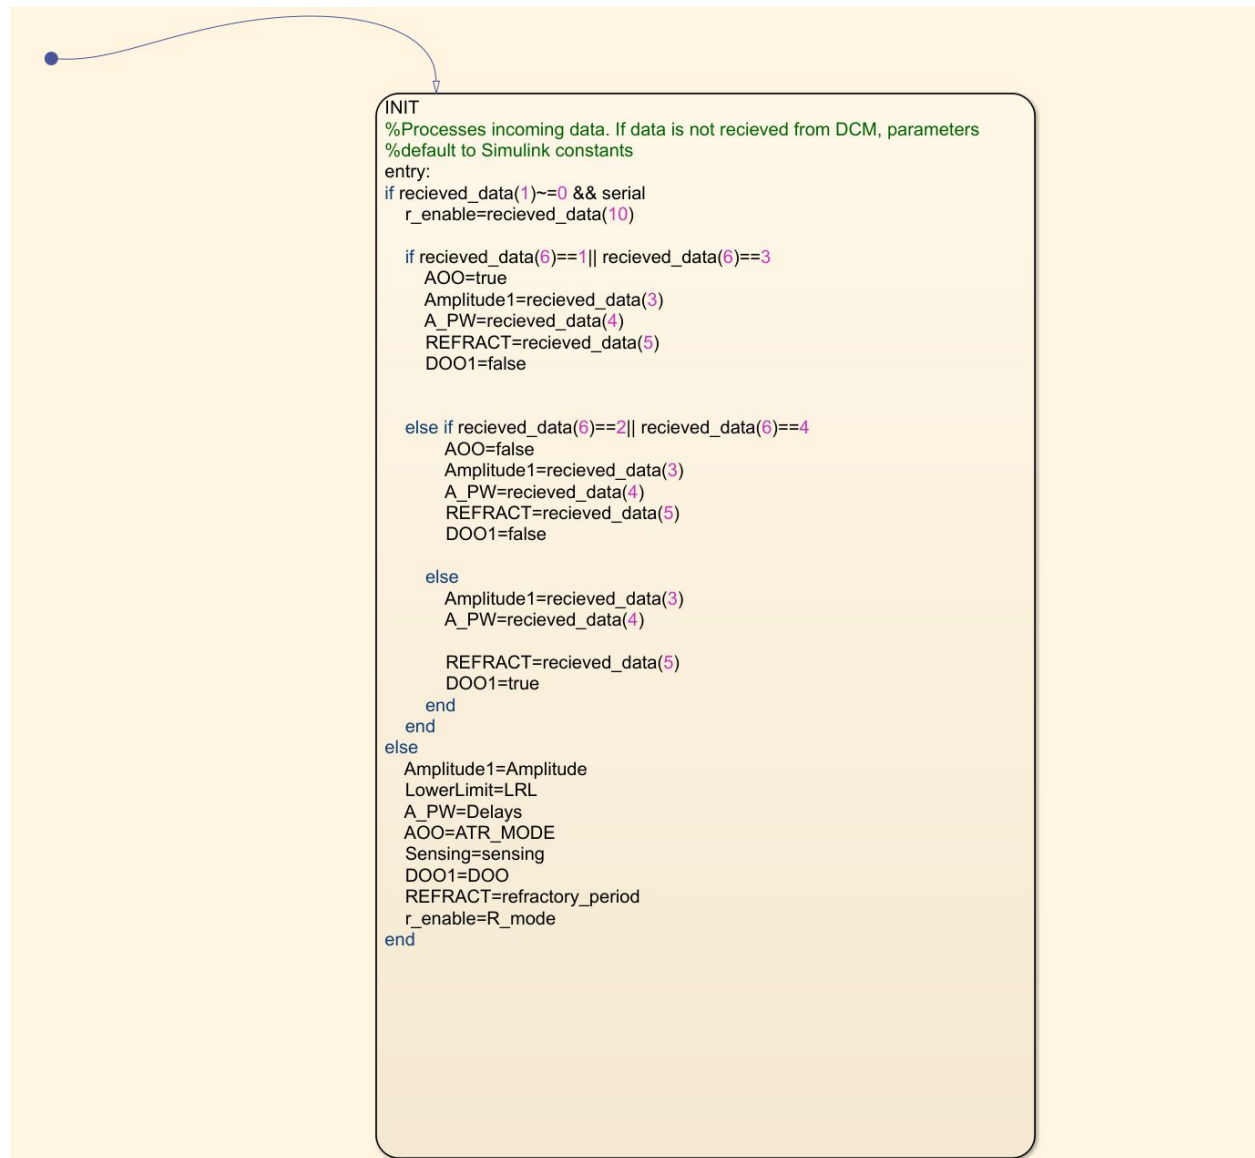 INIT
%Processes incoming data. If data is not recieved from DCM, parameters
%default to Simulink constants
entry:
if recieved_data(1)~=0 && serial
r_enable=recieved_data(10)
if recieved_data(6)==1|| recieved_data(6)==3
AOO=true
Amplitude1=recieved_data(3)
A_PW=recieved_data(4)
REFRACT=recieved_data(5)
DOO1=false
else if recieved_data(6)==2|| recieved_data(6)==4
AOO=false
Amplitude1=recieved_data(3)
A_PW=recieved_data(4)
REFRACT=recieved_data(5)
DOO1=false
else
Amplitude1=recieved_data(3)
A_PW=recieved_data(4)
REFRACT=recieved_data(5)
DOO1=true
end
end
else
Amplitude1=Amplitude
LowerLimit=LRL
A_PW=Delays
AOO=ATR_MODE
Sensing=sensing
DOO1=DOO
REFRACT=refractory_period
r_enable=R_mode
end